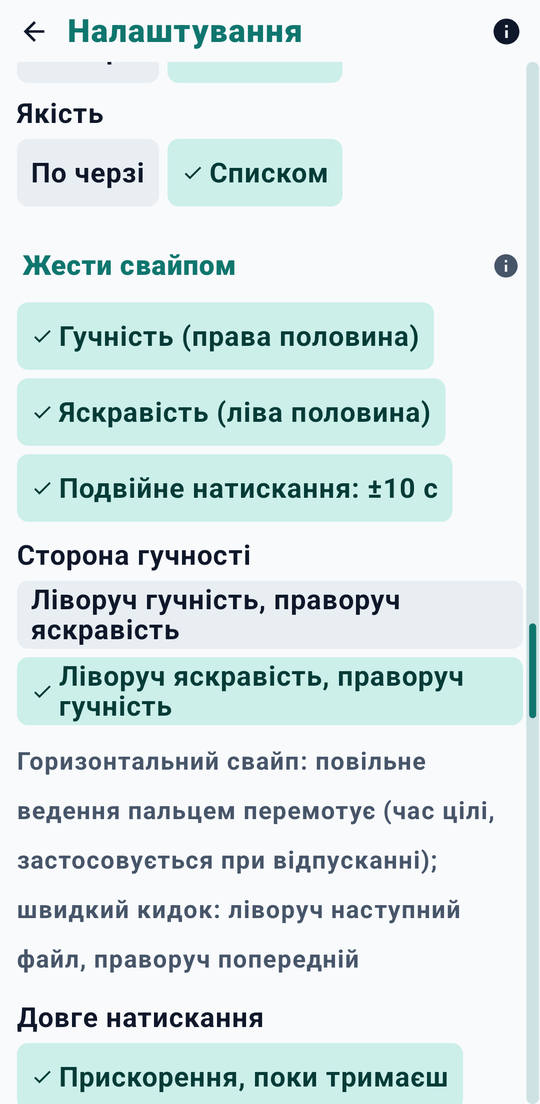 Налаштування
Якість
По черзі
Списком
Жести свайпом
Гучність (права половина)
Яскравість (ліва половина)
Подвійне натискання: ±10 с
Сторона гучності
Ліворуч гучність, праворуч
яскравість
Ліворуч яскравість, праворуч
гучність
Горизонтальний свайп: повільне
ведення пальцем перемотує (час цілі,
застосовується при відпусканні);
швидкий кидок: ліворуч наступний
файл, праворуч попередній
Довге натискання
Прискорення, поки тримаєш